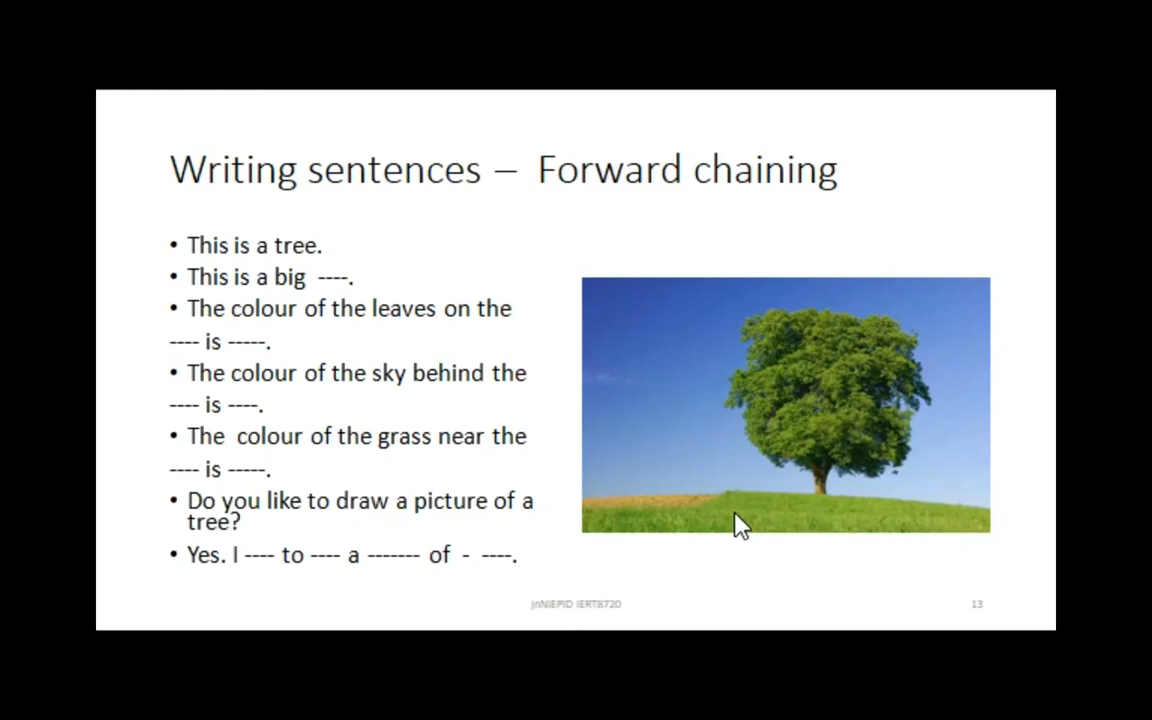 Writing sentences – Forward chaining
• This is a tree.
• This is a big ----.
• The colour of the leaves on the
---- is -----.
• The colour of the sky behind the
---- is ----.
• The colour of the grass near the
---- is -----.
• Do you like to draw a picture of a
tree?
• Yes. I ---- to ---- a ------- of - ----.
jnNIEPID IERT8720
13